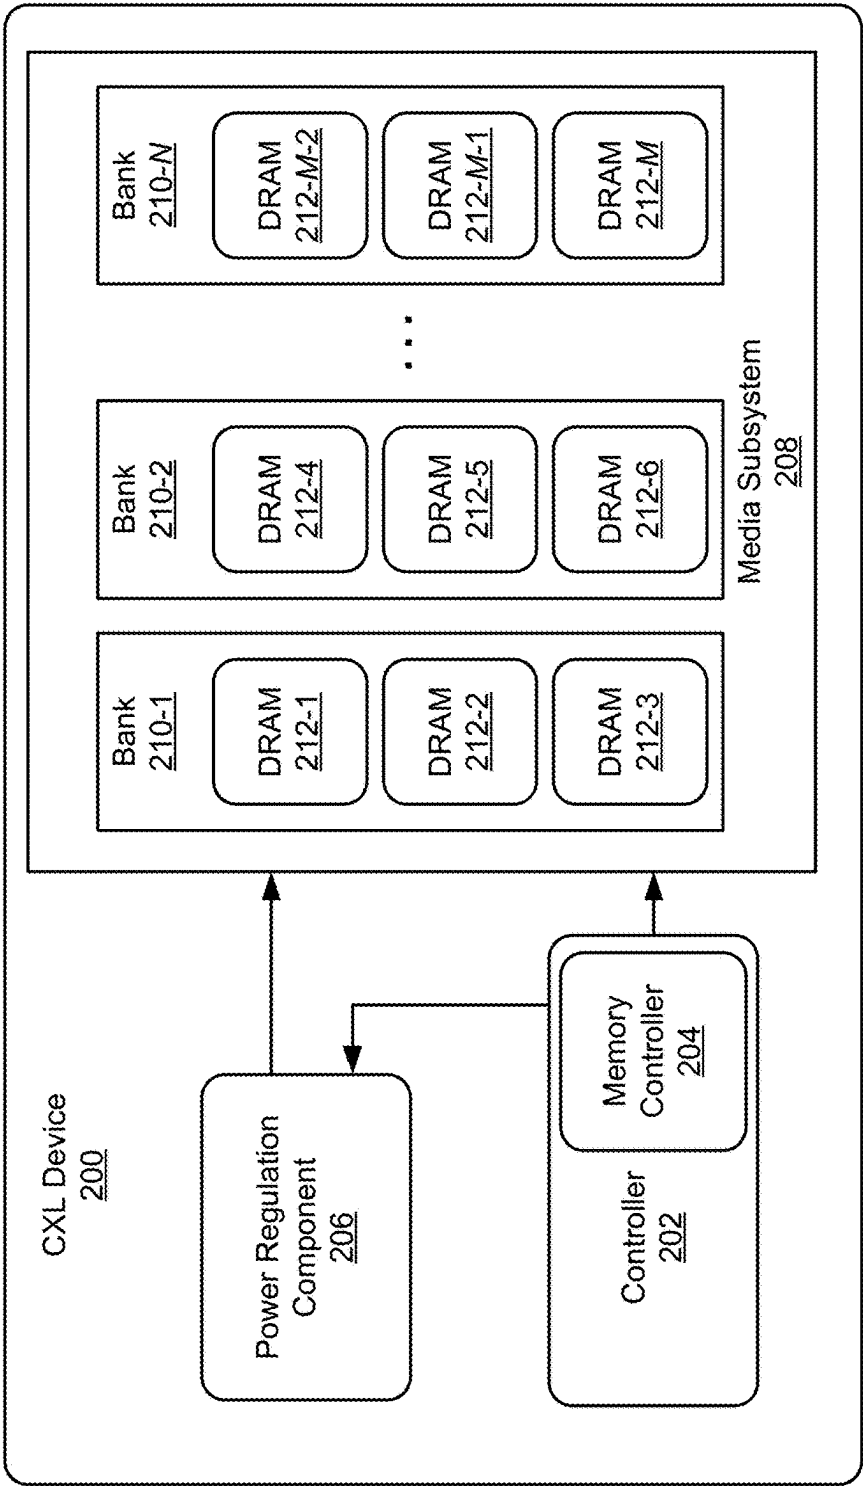 CXL Device
200
Power Regulation
Component
206
Controller
202
Memory
Controller
204
Bank
210-1
DRAM
212-1
DRAM
212-2
DRAM
212-3
Bank
210-2
DRAM
212-4
DRAM
212-5
DRAM
212-6
...
Bank
210-N
DRAM
212-M-2
DRAM
212-M-1
DRAM
212-M
Media Subsystem
208